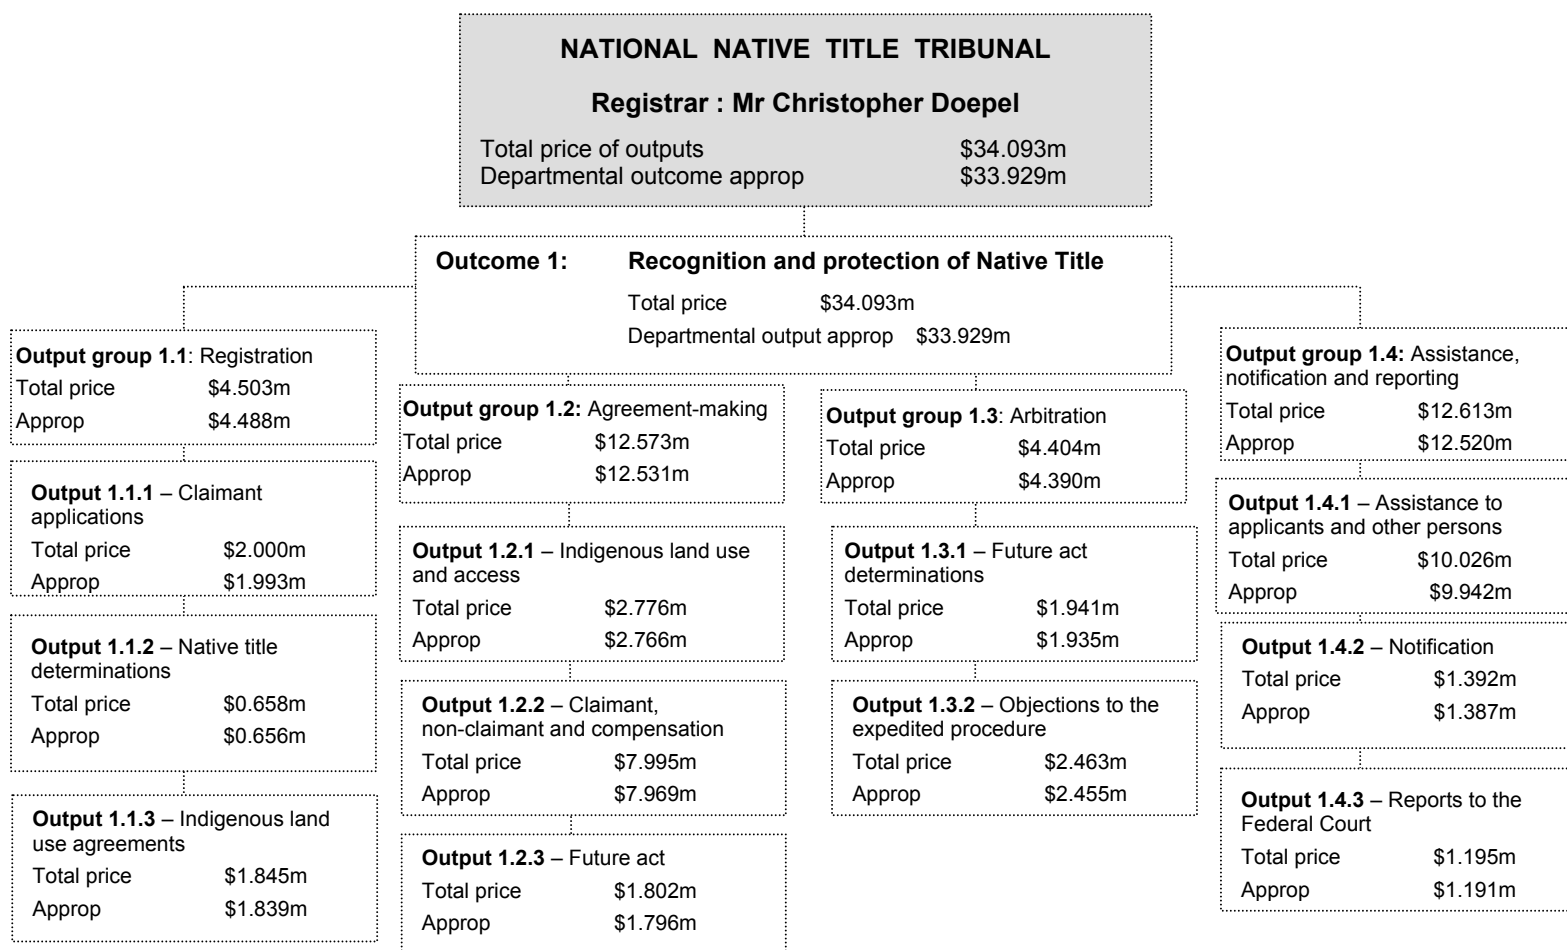 NATIONAL NATIVE TITLE TRIBUNAL
Registrar : Mr Christopher Doepel
Total price of outputs $34.093m
Departmental outcome approp $33.929m
Outcome 1: Recognition and protection of Native Title
Total price $34.093m
Departmental output approp $33.929m
Output group 1.1: Registration
Total price $4.503m
Approp $4.488m
Output 1.1.1 – Claimant
applications
Total price $2.000m
Approp $1.993m
Output 1.1.2 – Native title
determinations
Total price $0.658m
Approp $0.656m
Output 1.1.3 – Indigenous land
use agreements
Total price $1.845m
Approp $1.839m
Output group 1.2: Agreement-making
Total price $12.573m
Approp $12.531m
Output 1.2.1 – Indigenous land use
and access
Total price $2.776m
Approp $2.766m
Output 1.2.2 – Claimant,
non-claimant and compensation
Total price $7.995m
Approp $7.969m
Output 1.2.3 – Future act
Total price $1.802m
Approp $1.796m
Output group 1.3: Arbitration
Total price $4.404m
Approp $4.390m
Output 1.3.1 – Future act
determinations
Total price $1.941m
Approp $1.935m
Output 1.3.2 – Objections to the
expedited procedure
Total price $2.463m
Approp $2.455m
Output group 1.4: Assistance,
notification and reporting
Total price $12.613m
Approp $12.520m
Output 1.4.1 – Assistance to
applicants and other persons
Total price $10.026m
Approp $9.942m
Output 1.4.2 – Notification
Total price $1.392m
Approp $1.387m
Output 1.4.3 – Reports to the
Federal Court
Total price $1.195m
Approp $1.191m